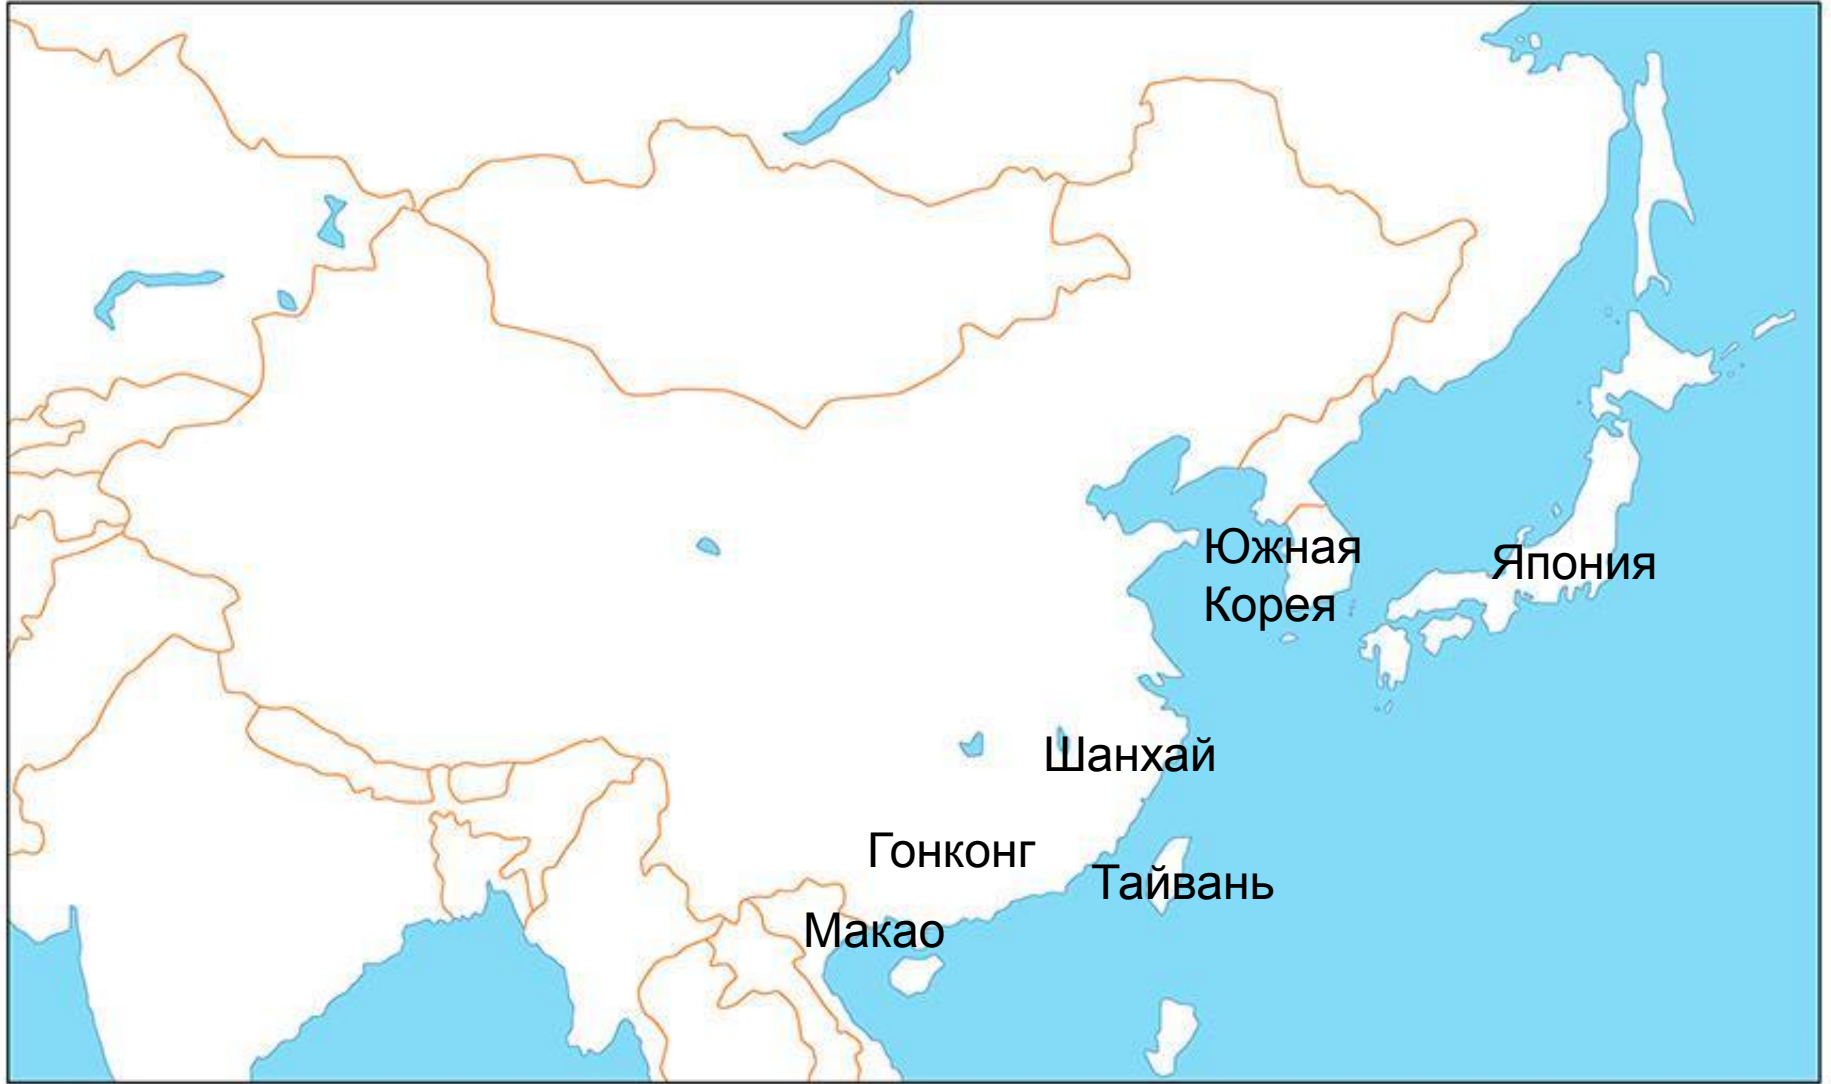 Южная
Корея
Япония
Шанхай
Гонконг
Тайвань
Макао